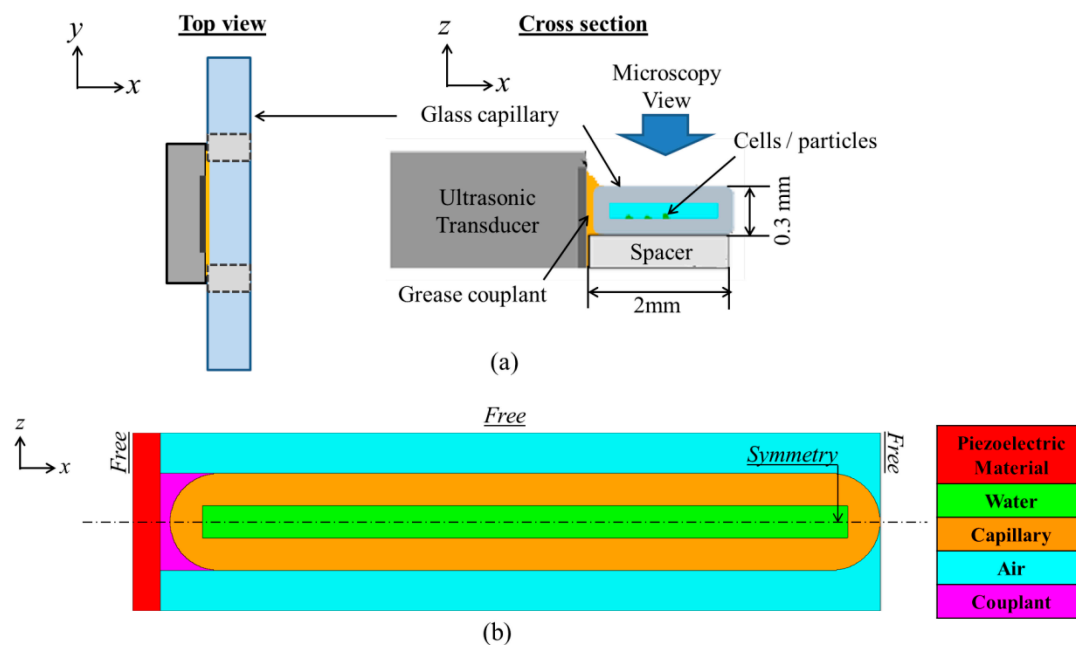 Top view
y
x
Cross section
z
x
Microscopy
View
Glass capillary
Cells / particles
Ultrasonic
Transducer
0.3 mm
Spacer
Grease couplant
2mm
(a)
z
x
Free
Free
Free
Symmetry
Piezoelectric
Material
Water
Capillary
Air
Couplant
(b)